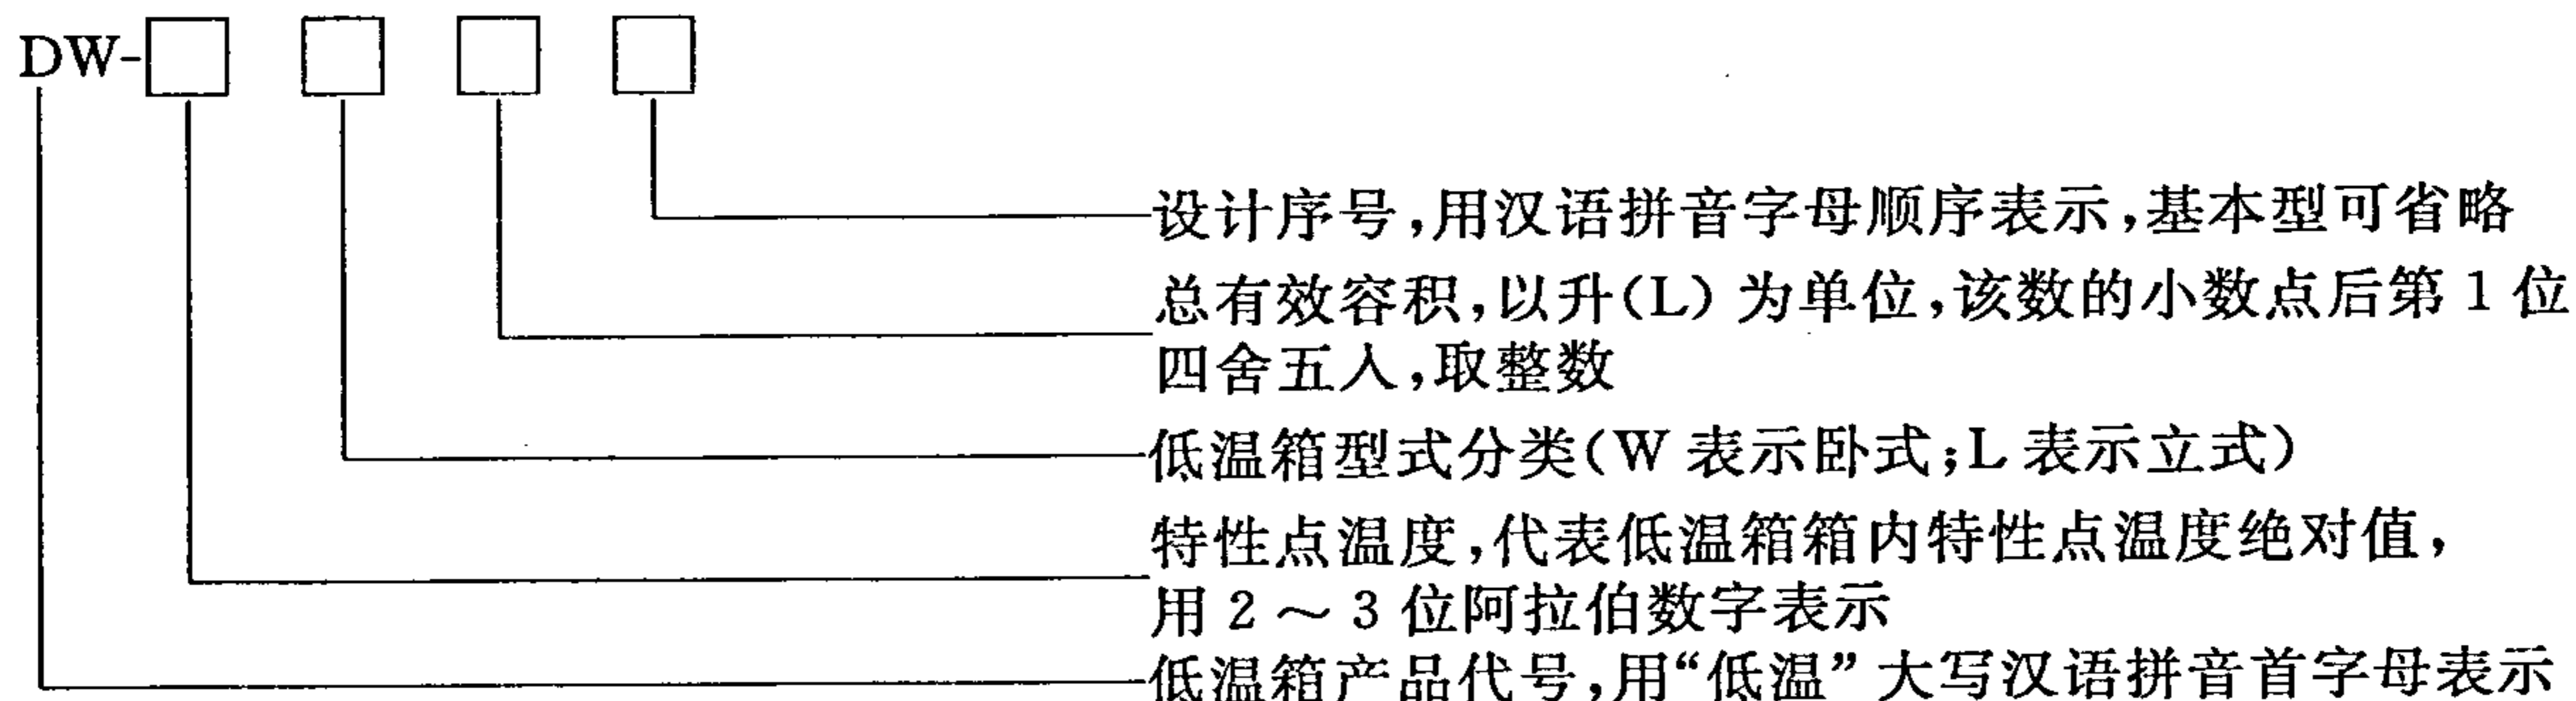 DW-□ □ □ □
设计序号,用汉语拼音字母顺序表示,基本型可省略
总有效容积,以升(L)为单位,该数的小数点后第1位
四舍五人,取整数
低温箱型式分类(W表示卧式;L表示立式)
特性点温度,代表低温箱箱内特性点温度绝对值,
用2～3位阿拉伯数字表示
低温箱产品代号,用“低温”大写汉语拼音首字母表示